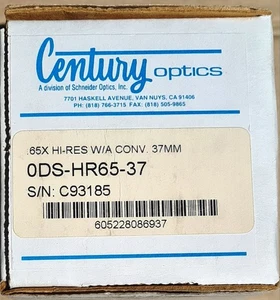 Century
optics
A division of Schneider Optics, Inc.
7701 HASKELL AVENUE, VAN NUYS, CA 91406
PH (818) 766-3715 FAX (818) 505-9865
.65X HI-RES W/A CONV. 37MM
0DS-HR65-37
S/N: C93185
605228086937